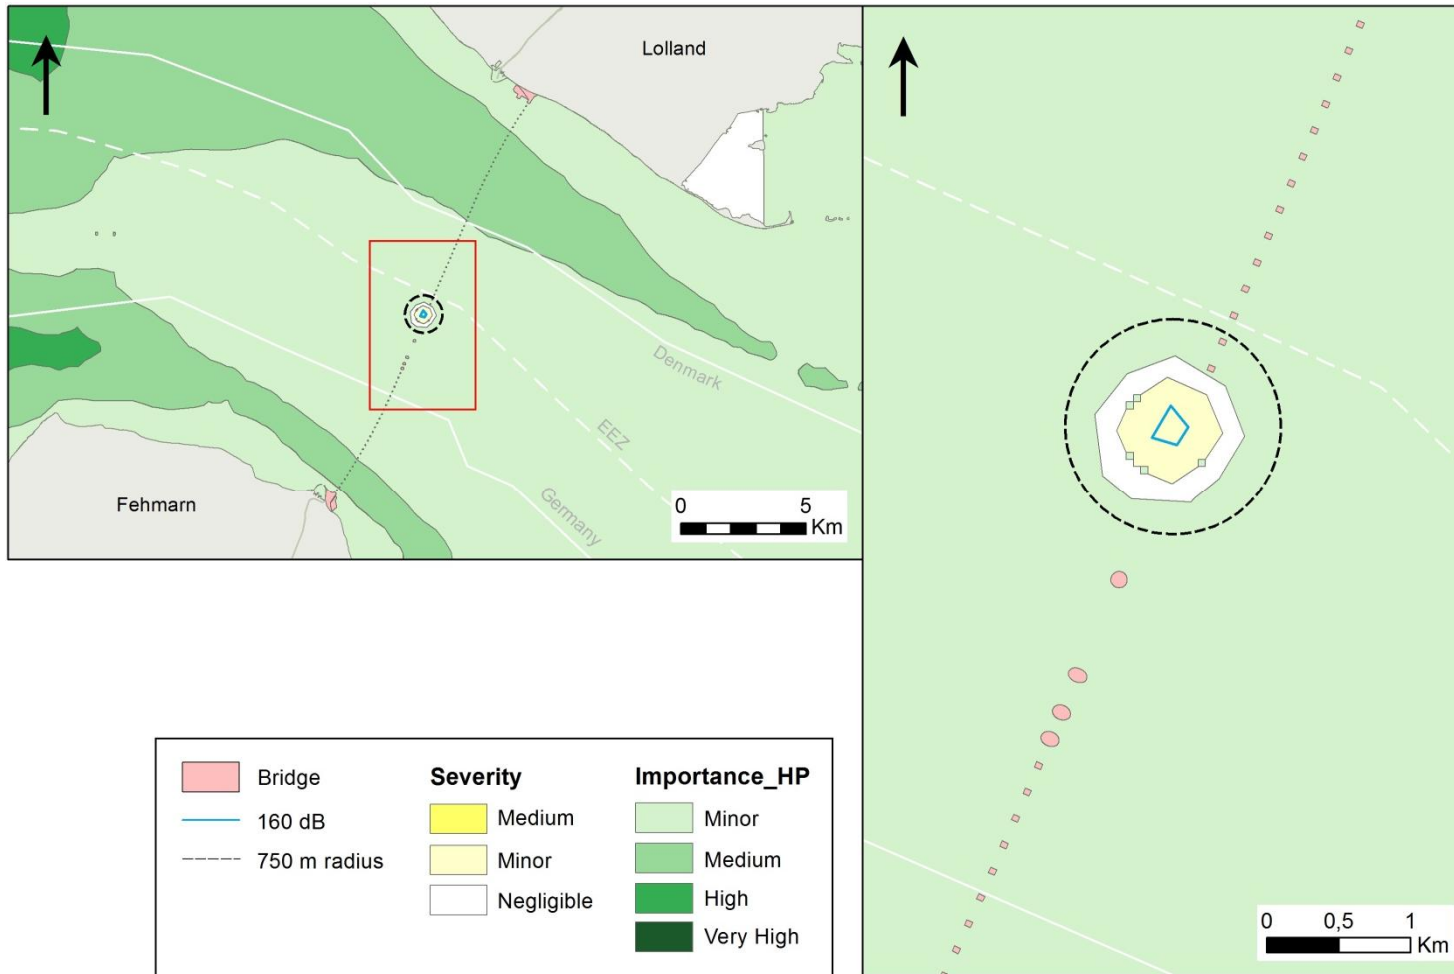 Lolland
Denmark
EEZ
Germany
Fehmarn
0 5
Km
Bridge
160 dB
750 m radius
Severity
Medium
Minor
Negligible
Importance_HP
Minor
Medium
High
Very High
0 0,5 1
Km